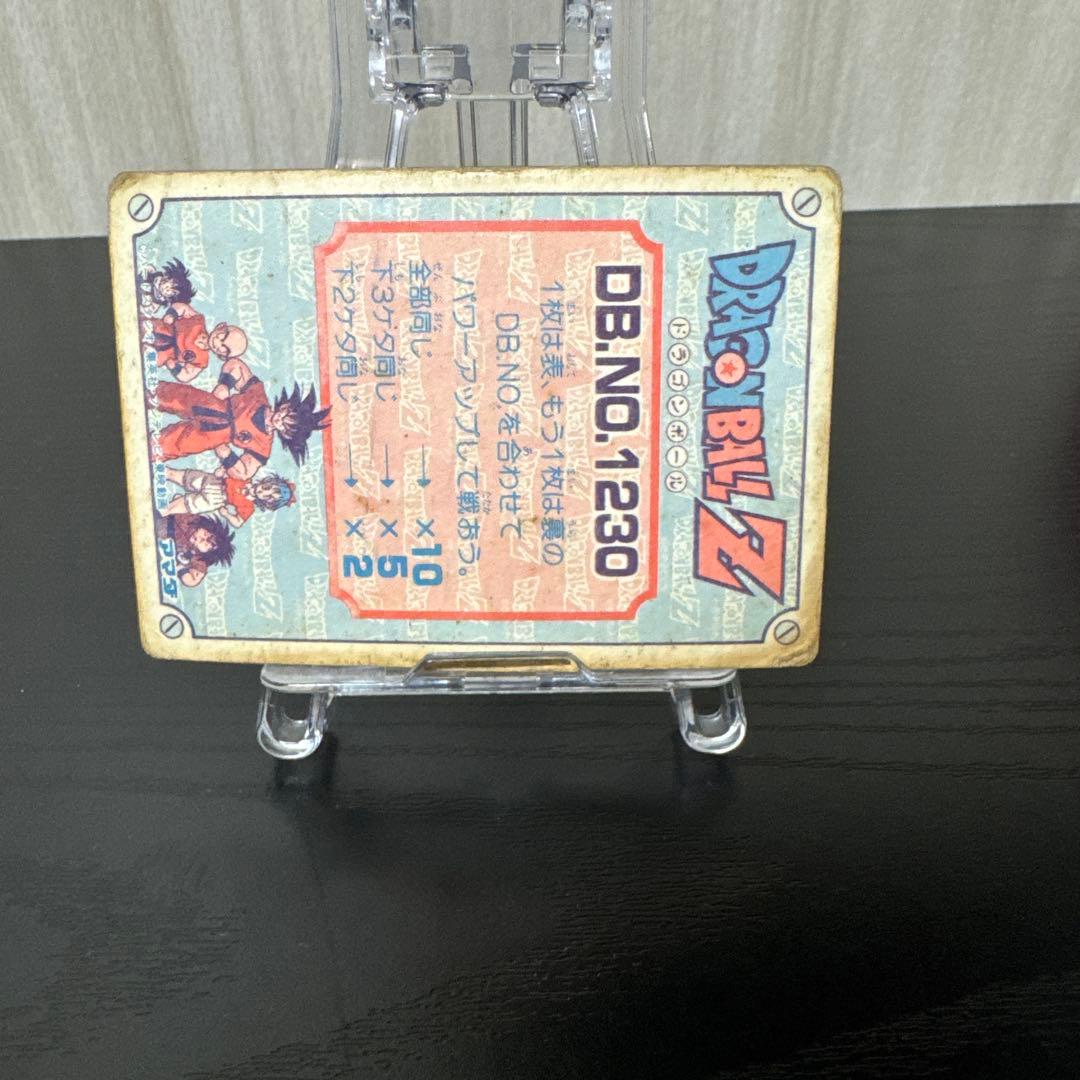 DRAGON BALL Z
ドラゴンボール
DB.NO.1230
1枚は表、もう1枚は裏の
DB.NO.を合わせて
パワーアップして戦おう。
全部同じ → ×10
下3ケタ同じ → ×5
下2ケタ同じ → ×2
アマダ